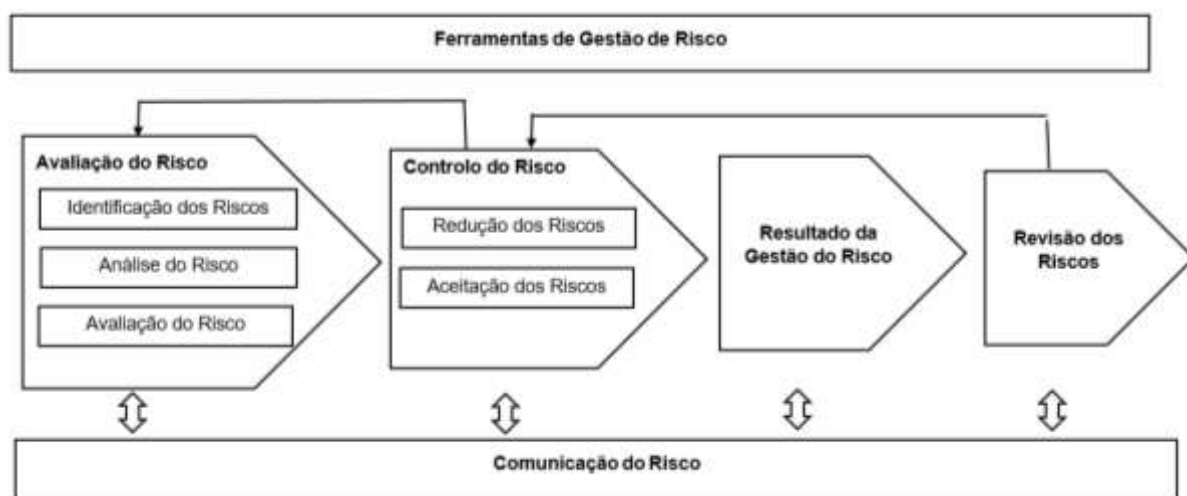 Ferramentas de Gestão de Risco
Avaliação do Risco
Identificação dos Riscos
Análise do Risco
Avaliação do Risco
Controlo do Risco
Redução dos Riscos
Aceitação dos Riscos
Resultado da
Gestão do Risco
Revisão dos
Riscos
Comunicação do Risco